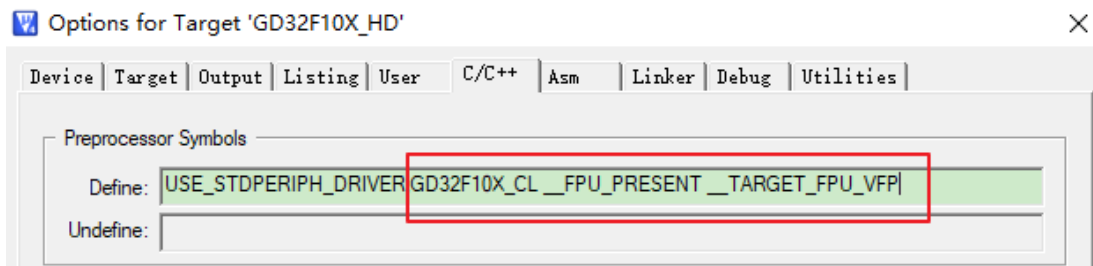 Options for Target 'GD32F10X_HD'
Device Target Output Listing User C/C++ Asm Linker Debug Utilities
Preprocessor Symbols
Define: USE_STDPERIPH_DRIVER GD32F10X_CL __FPU_PRESENT __TARGET_FPU_VFP
Undefine: